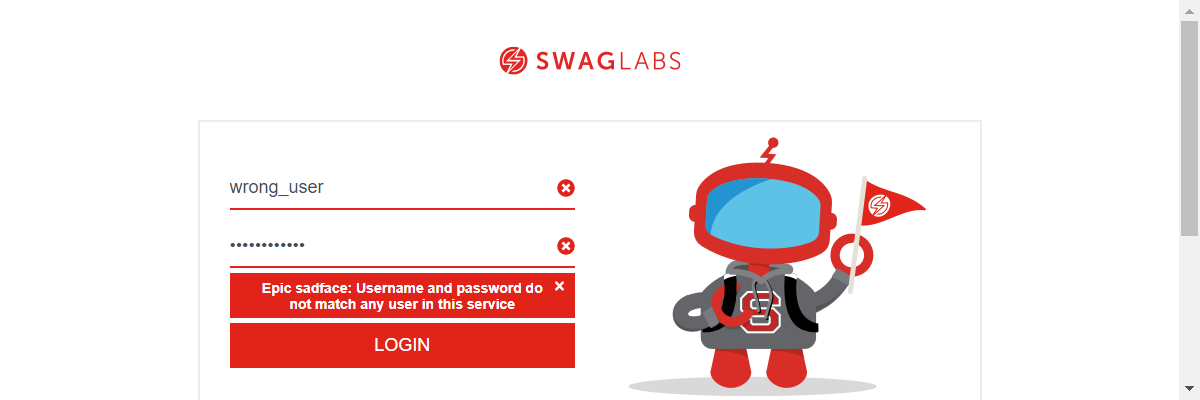 SWAGLABS
wrong_user
••••••••••••
Epic sadface: Username and password do
not match any user in this service
LOGIN
S